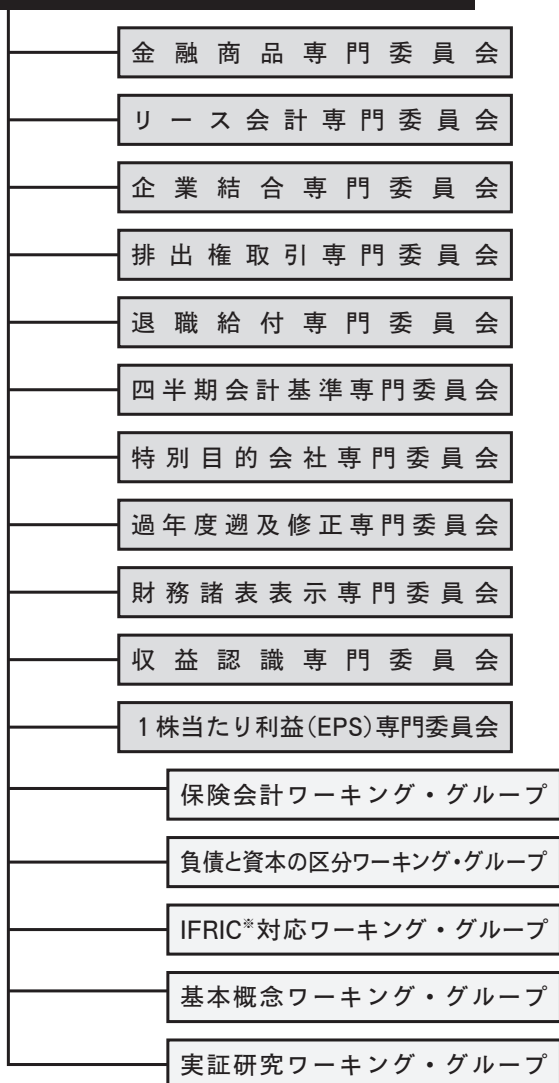 金融商品専門委員会
リース会計専門委員会
企業結合専門委員会
排出権取引専門委員会
退職給付専門委員会
四半期会計基準専門委員会
特別目的会社専門委員会
過年度遡及修正専門委員会
財務諸表表示専門委員会
収益認識専門委員会
1株当たり利益(EPS)専門委員会
保険会計ワーキング・グループ
負債と資本の区分ワーキング・グループ
IFRIC※対応ワーキング・グループ
基本概念ワーキング・グループ
実証研究ワーキング・グループ